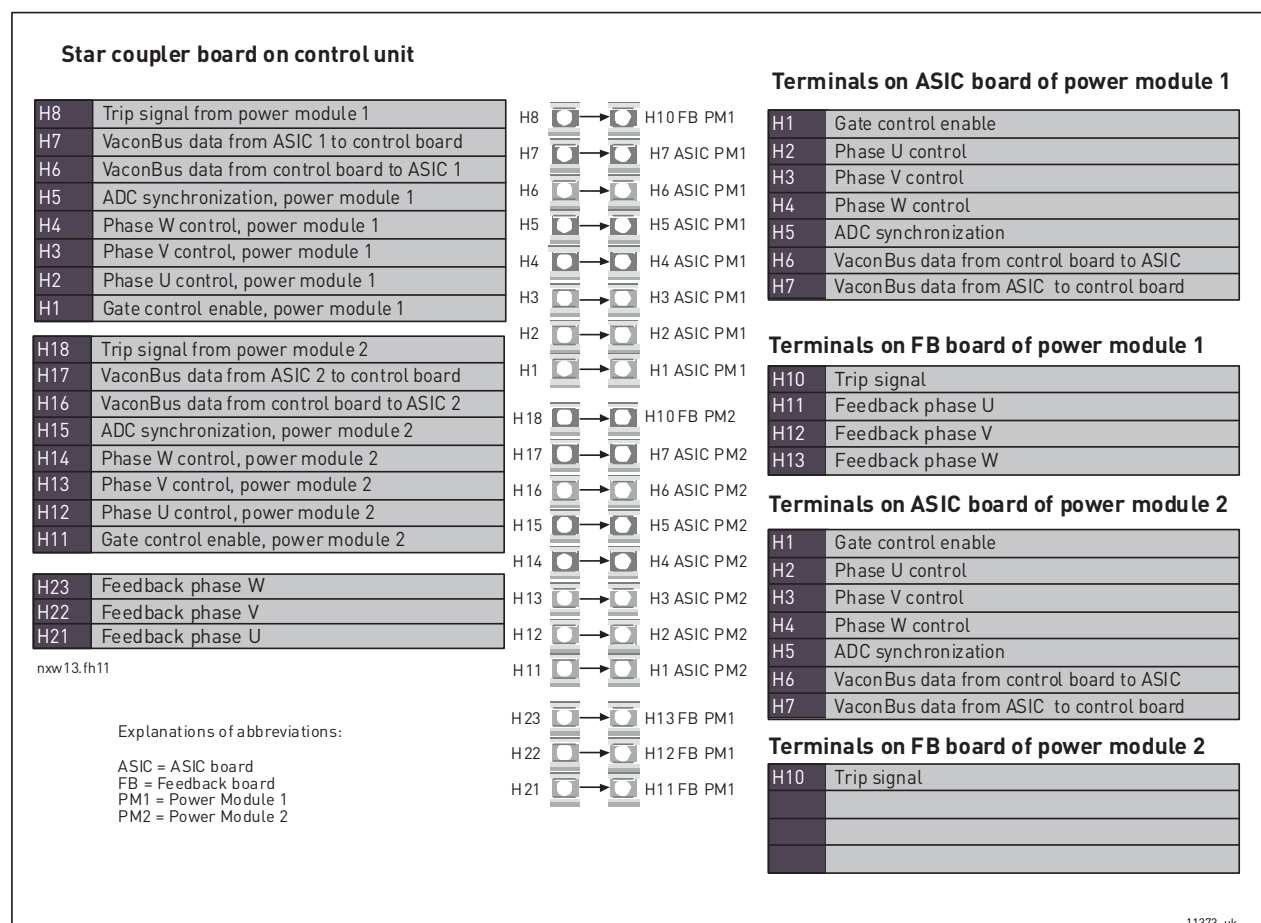 Star coupler board on control unit
H8 Trip signal from power module 1
H7 VaconBus data from ASIC 1 to control board
H6 VaconBus data from control board to ASIC 1
H5 ADC synchronization, power module 1
H4 Phase W control, power module 1
H3 Phase V control, power module 1
H2 Phase U control, power module 1
H1 Gate control enable, power module 1
H18 Trip signal from power module 2
H17 VaconBus data from ASIC 2 to control board
H16 VaconBus data from control board to ASIC 2
H15 ADC synchronization, power module 2
H14 Phase W control, power module 2
H13 Phase V control, power module 2
H12 Phase U control, power module 2
H11 Gate control enable, power module 2
H23 Feedback phase W
H22 Feedback phase V
H21 Feedback phase U
nxw13.fh11
Explanations of abbreviations:
ASIC = ASIC board
FB = Feedback board
PM1 = Power Module 1
PM2 = Power Module 2
H8 H10 FB PM1
H7 H7 ASIC PM1
H6 H6 ASIC PM1
H5 H5 ASIC PM1
H4 H4 ASIC PM1
H3 H3 ASIC PM1
H2 H2 ASIC PM1
H1 H1 ASIC PM1
H18 H10 FB PM2
H17 H7 ASIC PM2
H16 H6 ASIC PM2
H15 H5 ASIC PM2
H14 H4 ASIC PM2
H13 H3 ASIC PM2
H12 H2 ASIC PM2
H11 H1 ASIC PM2
H23 H13 FB PM1
H22 H12 FB PM1
H21 H11 FB PM1
Terminals on ASIC board of power module 1
H1 Gate control enable
H2 Phase U control
H3 Phase V control
H4 Phase W control
H5 ADC synchronization
H6 VaconBus data from control board to ASIC
H7 VaconBus data from ASIC to control board
Terminals on FB board of power module 1
H10 Trip signal
H11 Feedback phase U
H12 Feedback phase V
H13 Feedback phase W
Terminals on ASIC board of power module 2
H1 Gate control enable
H2 Phase U control
H3 Phase V control
H4 Phase W control
H5 ADC synchronization
H6 VaconBus data from control board to ASIC
H7 VaconBus data from ASIC to control board
Terminals on FB board of power module 2
H10 Trip signal
11373_uk